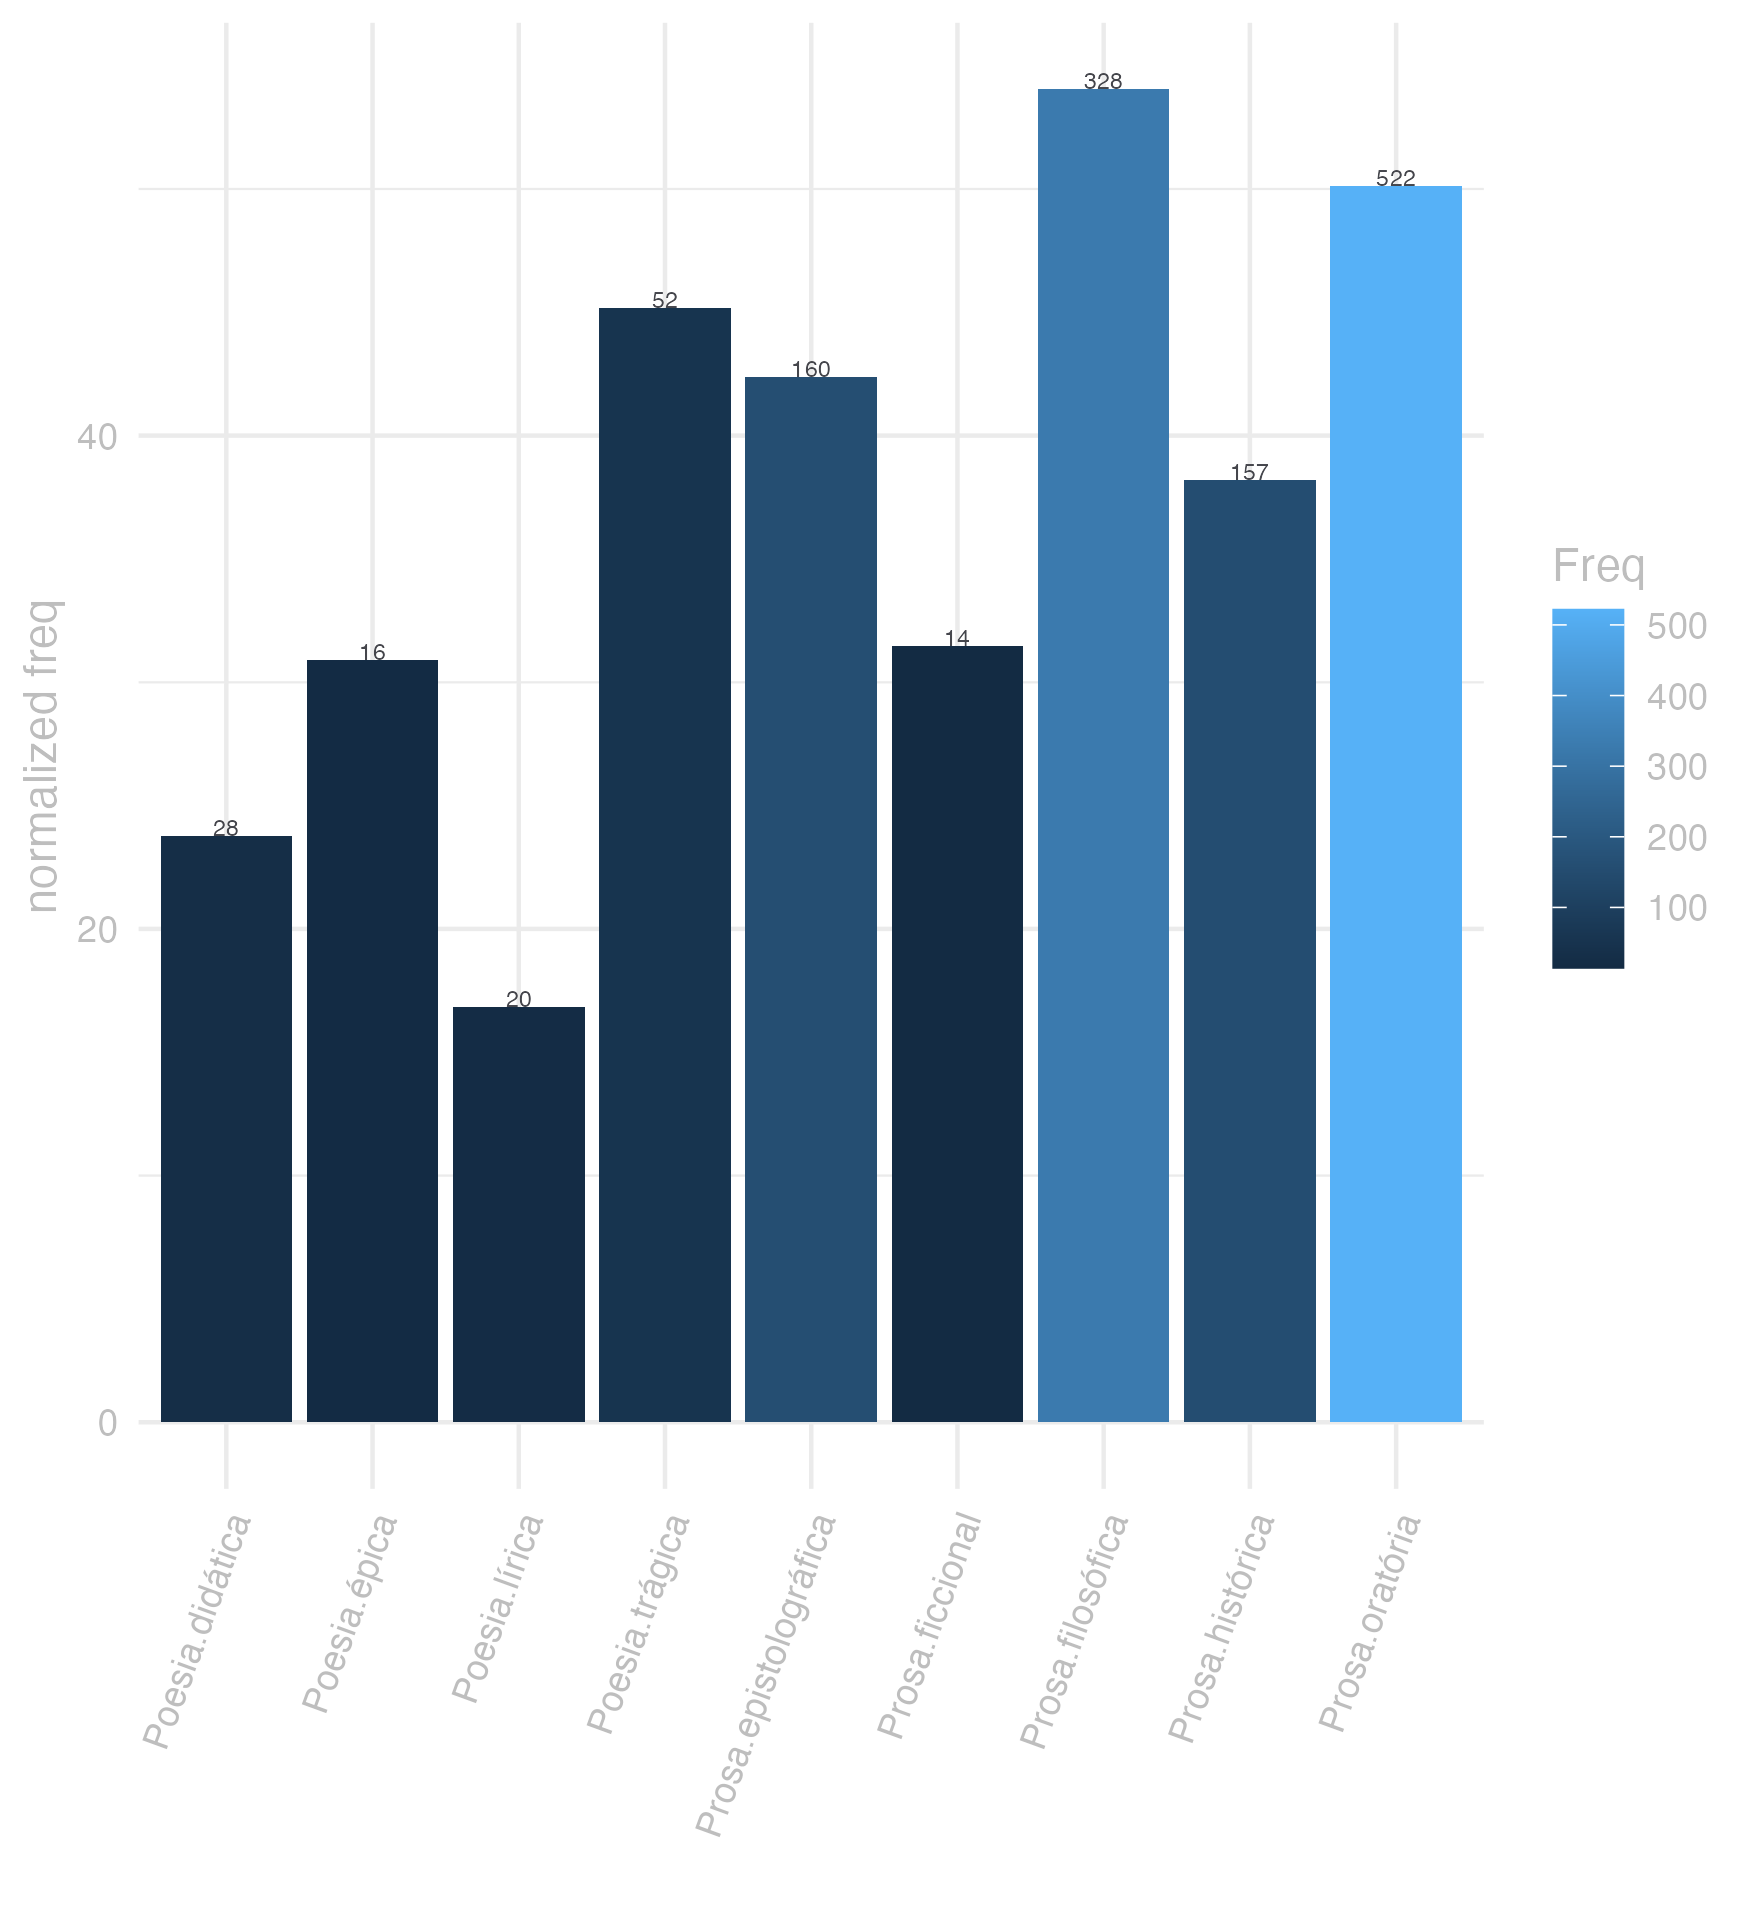 328
522
52
160
40
157
14
16
28
20
20
0
normalized freq
Freq
500
400
300
200
100
Poesia.didática
Poesia.épica
Poesia.lírica
Poesia.trágica
Prosa.epistolográfica
Prosa.ficcional
Prosa.filosófica
Prosa.histórica
Prosa.oratória